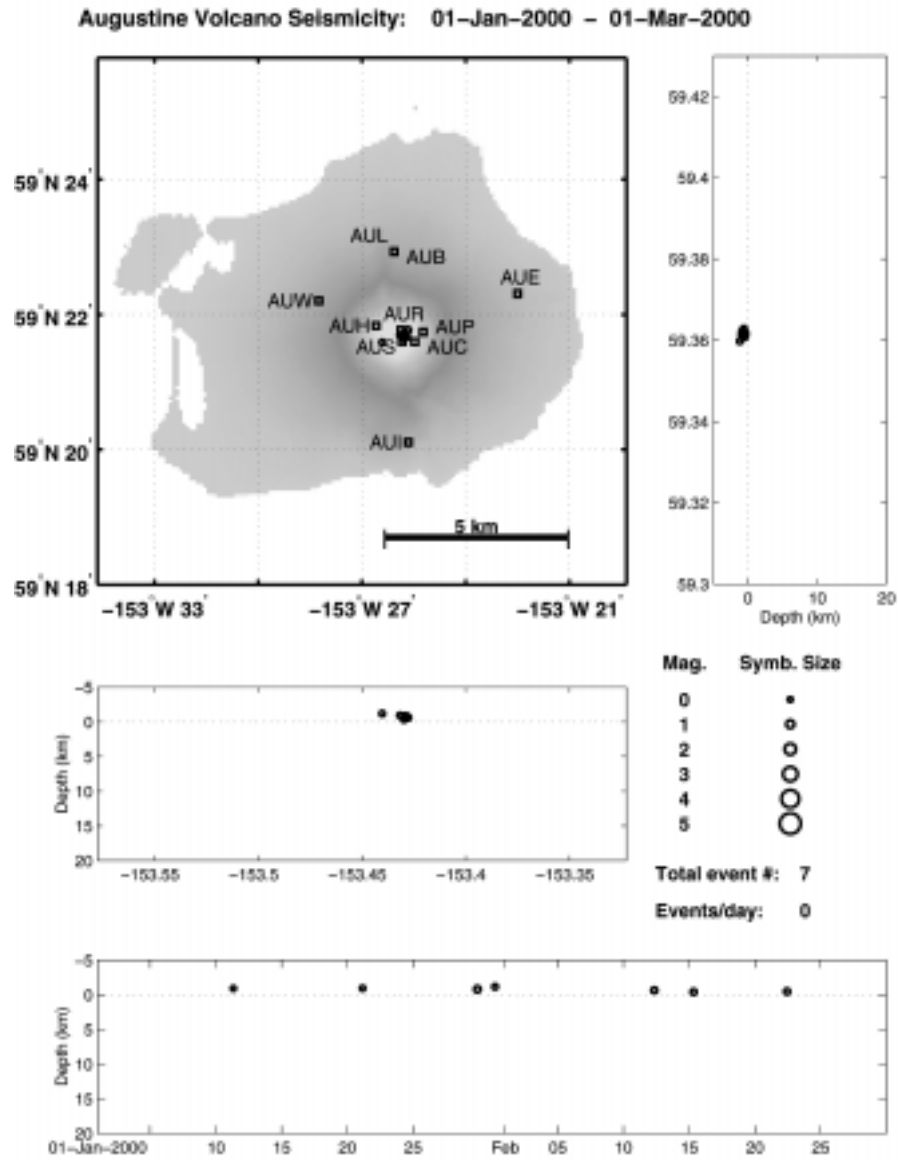 Augustine Volcano Seismicity: 01-Jan-2000 - 01-Mar-2000
59°N 24'
59°N 22'
59°N 20'
59°N 18'
-153°W 33'
-153°W 27'
-153°W 21'
AUL
AUB
AUE
AUW
AUR
AUH
AUP
AUS
AUC
AUI
5 km
59.42
59.4
59.38
59.36
59.34
59.32
59.3
0 10 20
Depth (km)
Mag. Symb. Size
0
1
2
3
4
5
Total event #: 7
Events/day: 0
-5
0
5
10
15
20
Depth (km)
-153.55 -153.5 -153.45 -153.4 -153.35
-5
0
5
10
15
20
Depth (km)
01-Jan-2000 10 15 20 25 Feb 05 10 15 20 25